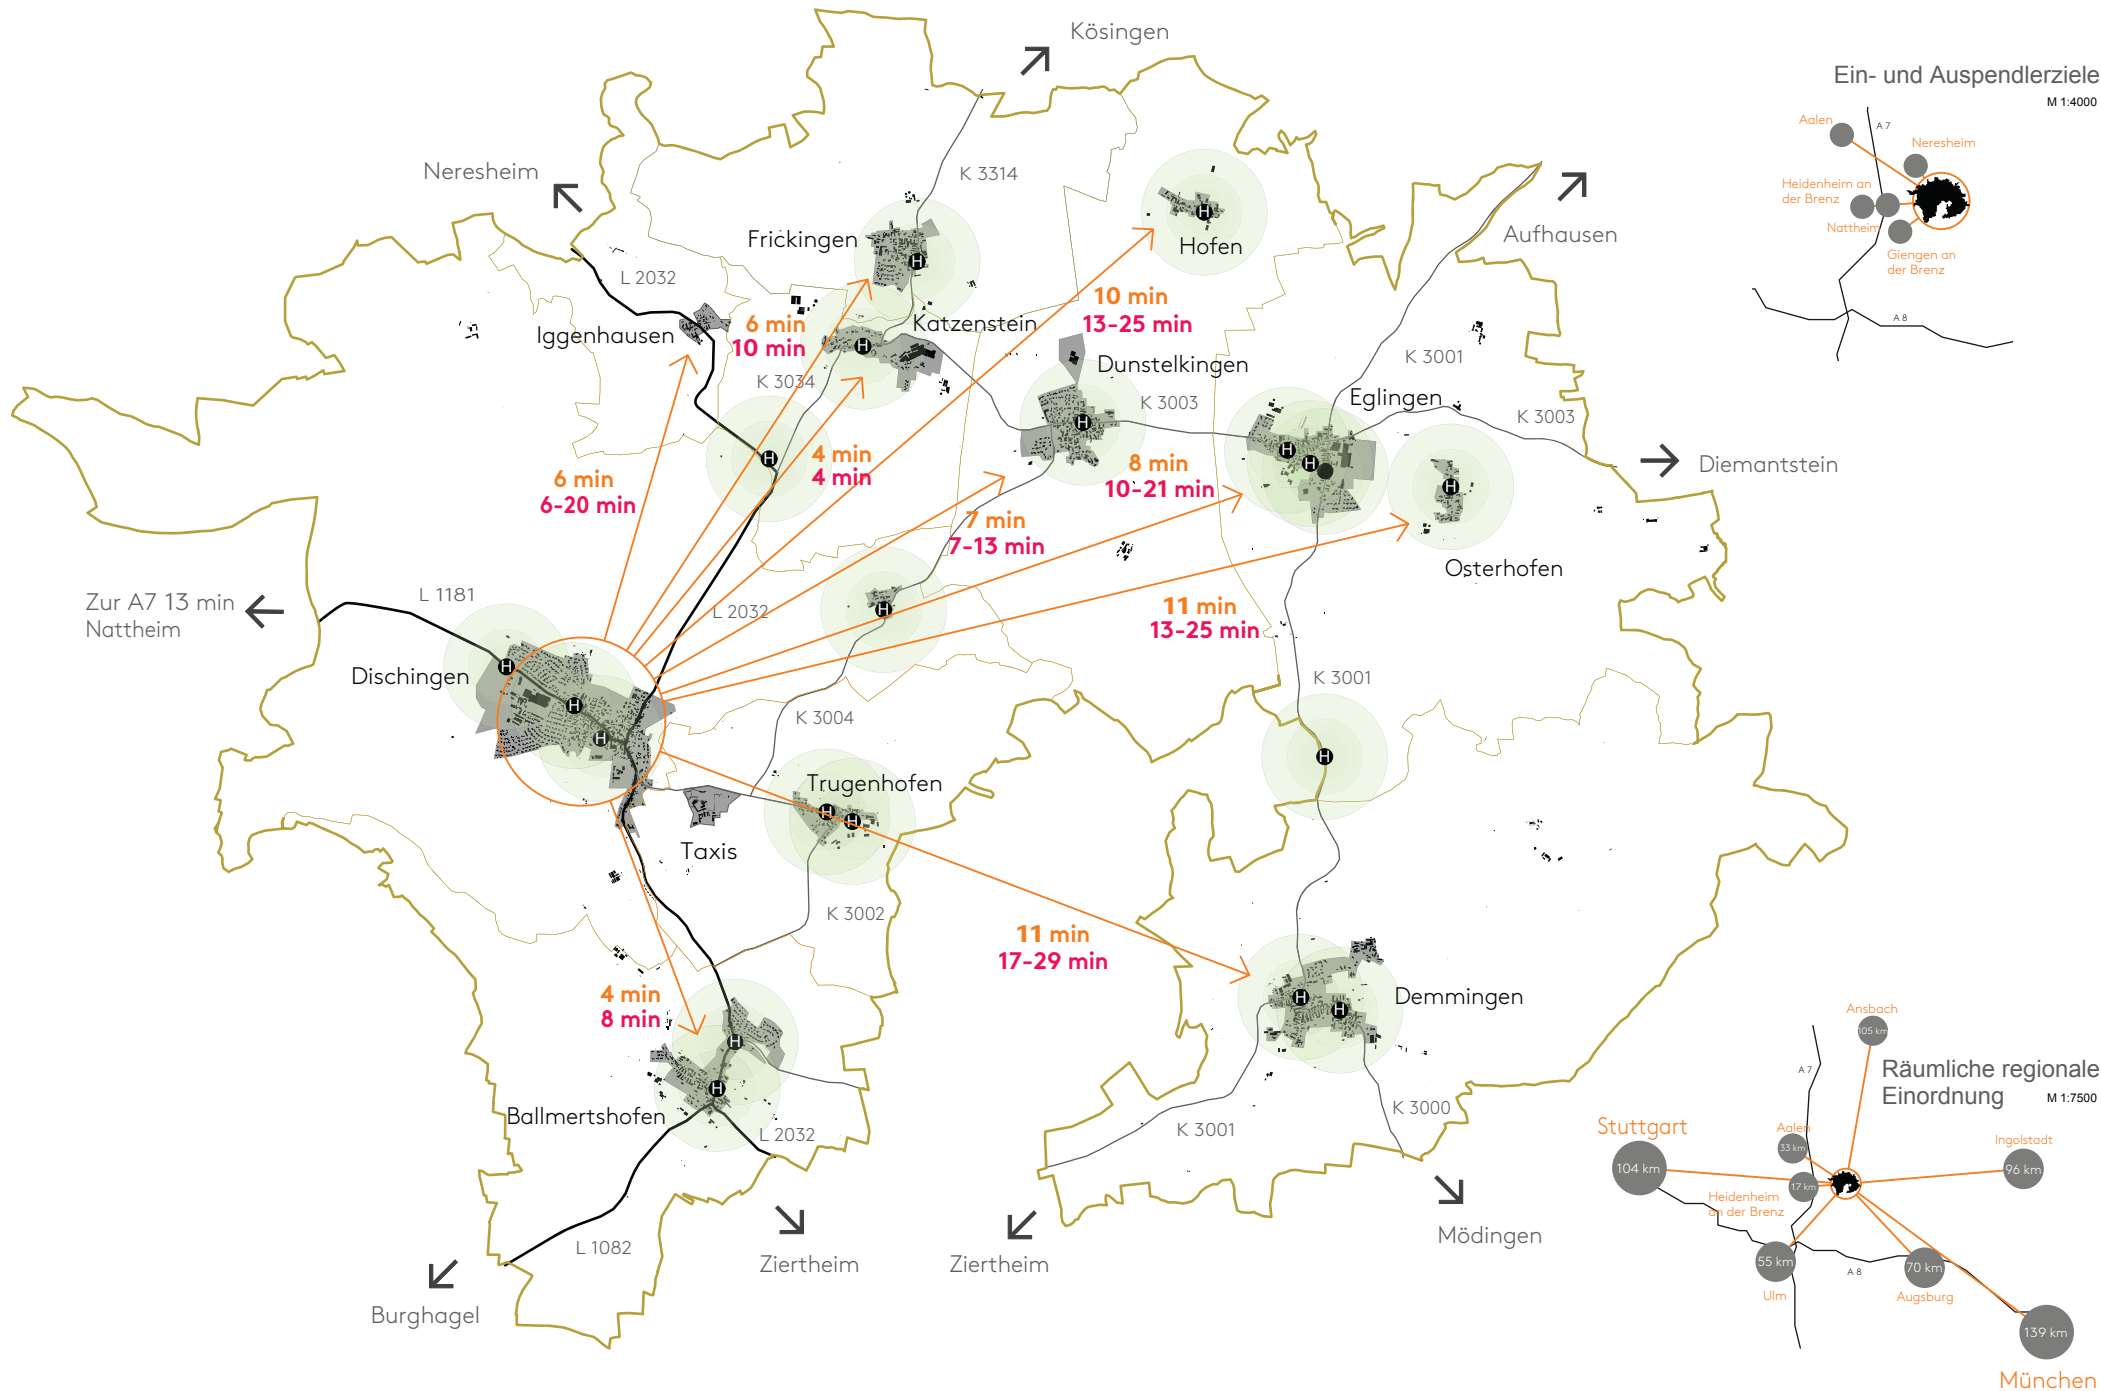 Kösingen
Ein- und Auspendlerziele
M 1:4000
Aalen
A 7
Neresheim
Heidenheim an
der Brenz
Nattheim
Giengen an
der Brenz
A 8
Neresheim
K 3314
Frickingen
H
H
Hofen
Aufhausen
L 2032
Iggenhausen
6 min
10 min
Katzenstein
H
10 min
13-25 min
K 3034
Dunstelkingen
K 3001
Eglingen
K 3003
K 3003
H
H
H
H
H
Diemantstein
4 min
4 min
6 min
6-20 min
8 min
10-21 min
7 min
7-13 min
Osterhofen
Zur A7 13 min
Nattheim
L 1181
L 2032
H
11 min
13-25 min
Dischingen
H
H
H
K 3004
K 3001
H
Trugenhofen
H
H
Taxis
K 3002
11 min
17-29 min
4 min
8 min
H
H
Demmingen
H
H
Ballmertshofen
L 2032
K 3001
K 3000
L 1082
Ziertheim
Ziertheim
Mödingen
Burghagel
Ansbach
105 km
A 7
Räumliche regionale
Einordnung
M 1:7500
Stuttgart
104 km
Aalen
33 km
Ingolstadt
96 km
17 km
Heidenheim
an der Brenz
55 km
Ulm
A 8
70 km
Augsburg
139 km
München